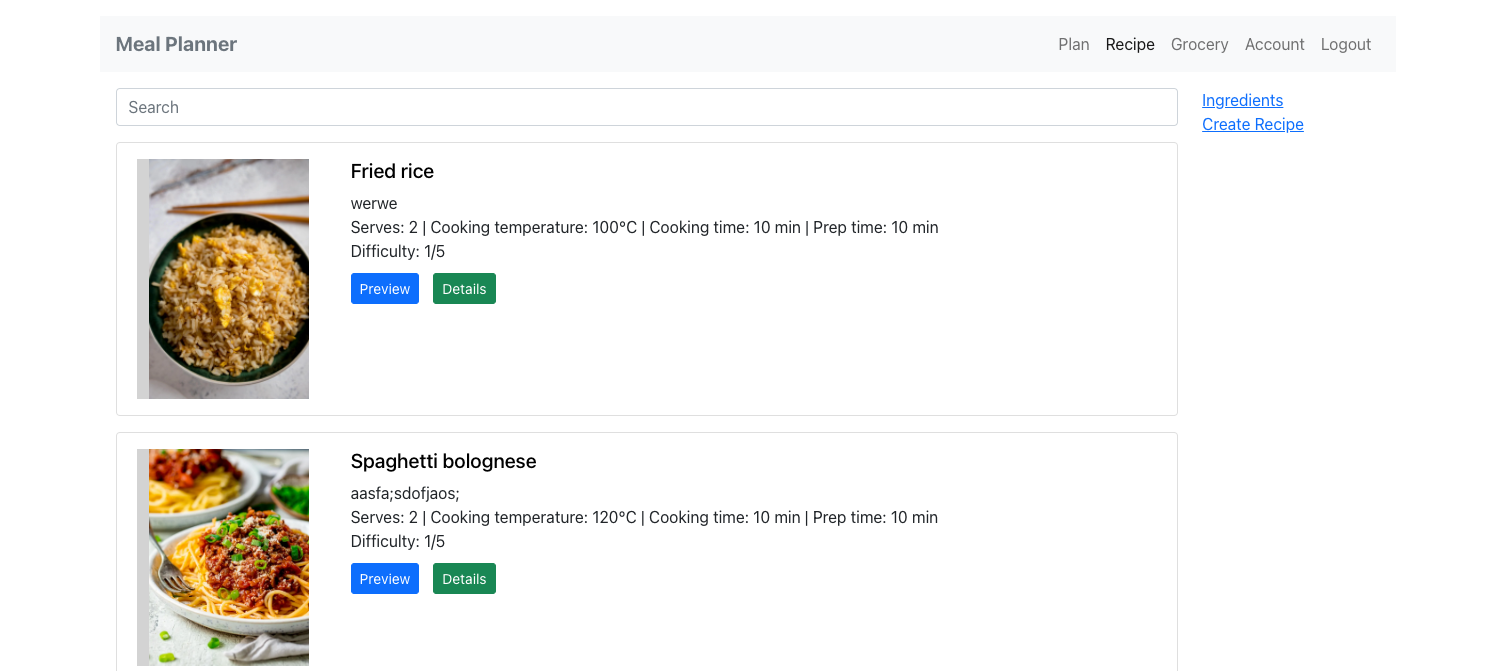 Meal Planner
Plan Recipe Grocery Account Logout
Search
Ingredients
Create Recipe
Fried rice
werwe
Serves: 2 | Cooking temperature: 100°C | Cooking time: 10 min | Prep time: 10 min
Difficulty: 1/5
Preview Details
Spaghetti bolognese
aasfa;sdofjaos;
Serves: 2 | Cooking temperature: 120°C | Cooking time: 10 min | Prep time: 10 min
Difficulty: 1/5
Preview Details